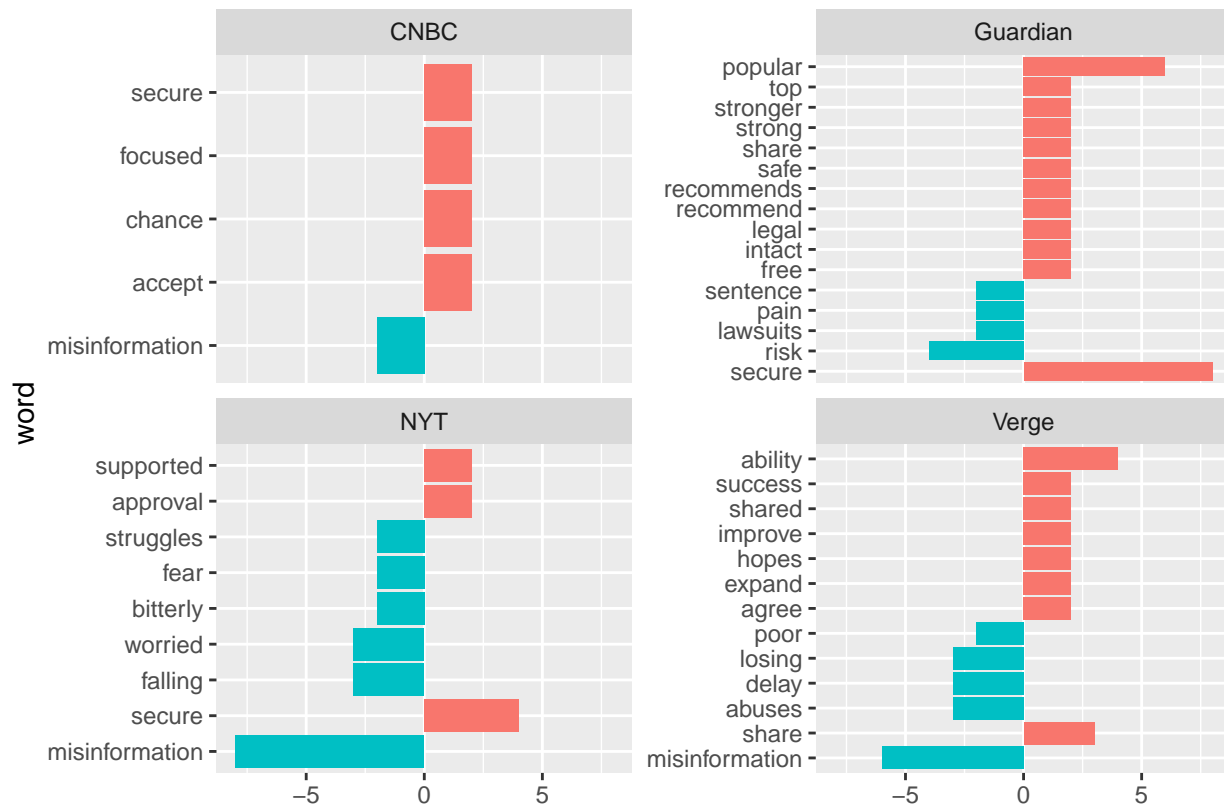 CNBC
secure
focused
chance
accept
misinformation
Guardian
popular
top
stronger
strong
share
safe
recommends
recommend
legal
intact
free
sentence
pain
lawsuits
risk
secure
word
NYT
supported
approval
struggles
fear
bitterly
worried
falling
secure
misinformation
−5 0 5
Verge
ability
success
shared
improve
hopes
expand
agree
poor
losing
delay
abuses
share
misinformation
−5 0 5